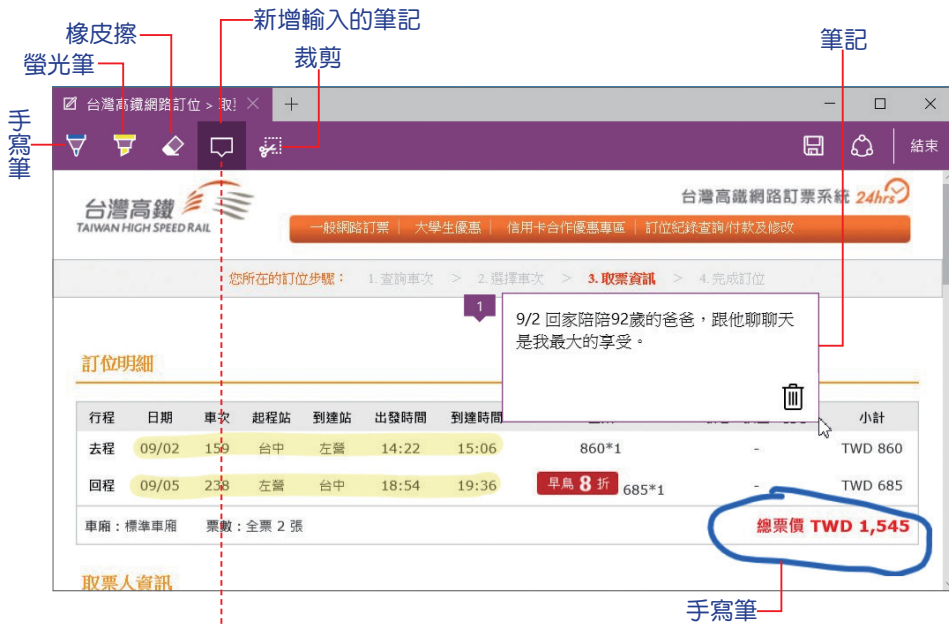 新增輸入的筆記
橡皮擦
裁剪
筆記
螢光筆
手寫筆
台灣高鐵網路訂位 > 取
結束
台灣高鐵
TAIWAN HIGH SPEED RAIL
台灣高鐵網路訂票系統 24hrs
一般網路訂票 | 大學生優惠 | 信用卡合作優惠專區 | 訂位紀錄查詢/付款及修改
您所在的訂位步驟： 1.查詢車次 > 2.選擇車次 > 3.取票資訊 > 4.完成訂位
1
9/2 回家陪陪92歲的爸爸，跟他聊聊天
是我最大的享受。
訂位明細
行程 日期 車次 起程站 到達站 出發時間 到達時間 小計
去程 09/02 159 台中 左營 14:22 15:06 860*1 - TWD 860
回程 09/05 238 左營 台中 18:54 19:36 早鳥 8 折 685*1 - TWD 685
車廂：標準車廂 票數：全票 2 張 總票價 TWD 1,545
取票人資訊
手寫筆